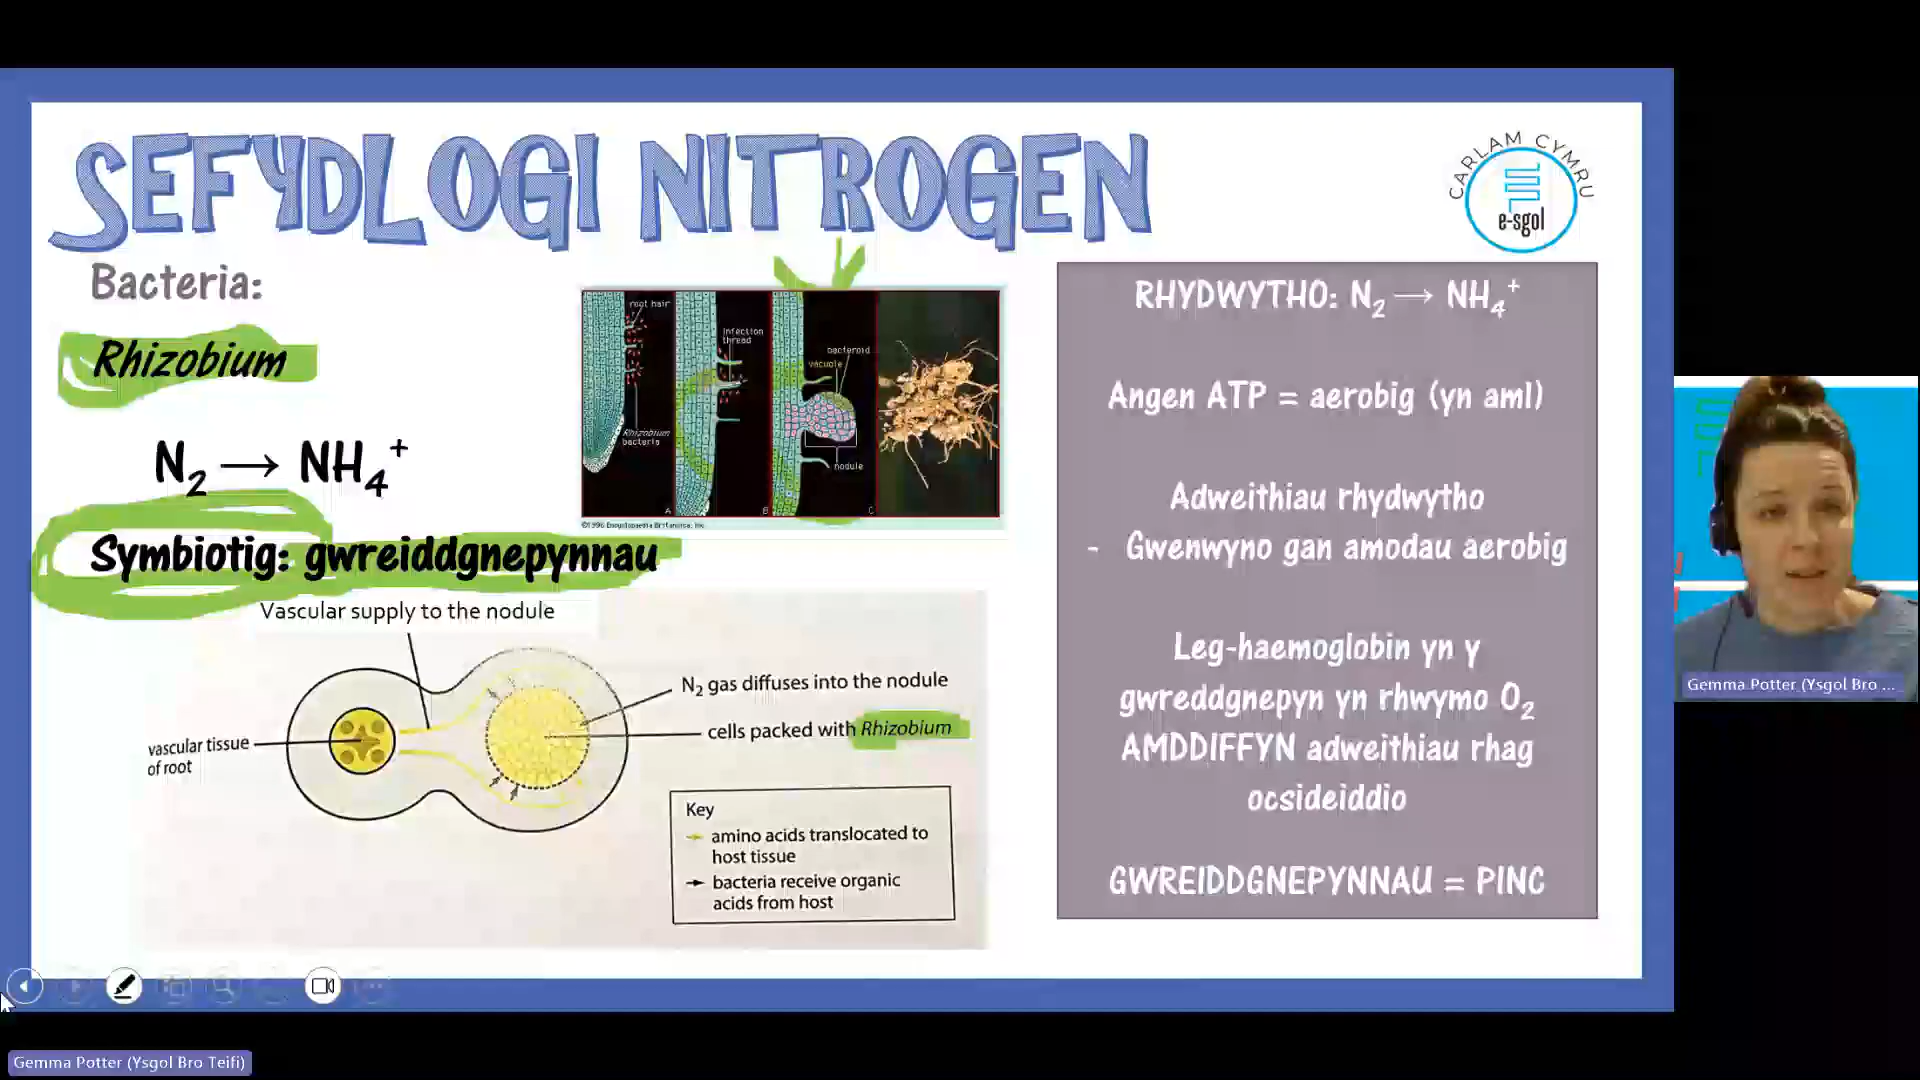 SEFYDLOGI NITROGEN
CARLAM CYMRU
e-sgol
Bacteria:
Rhizobium
N₂ → NH₄⁺
Symbiotig: gwreiddgnepynnau
root hair
Rhizobium
bacteria
A
infection
thread
B
bacteroid
vacuole
nodule
C
©1996 Encyclopaedia Britannica, Inc.
Vascular supply to the nodule
N₂ gas diffuses into the nodule
cells packed with Rhizobium
vascular tissue
of root
Key
amino acids translocated to
host tissue
bacteria receive organic
acids from host
RHYDWYTHO: N₂ → NH₄⁺
Angen ATP = aerobig (yn aml)
Adweithiau rhydwytho
- Gwenwyno gan amodau aerobig
Leg-haemoglobin yn y
gwreddgnepyn yn rhwymo O₂
AMDDIFFYN adweithiau rhag
ocsideiddio
GWREIDDGNEPYNNAU = PINC
Gemma Potter (Ysgol Bro ...
Gemma Potter (Ysgol Bro Teifi)